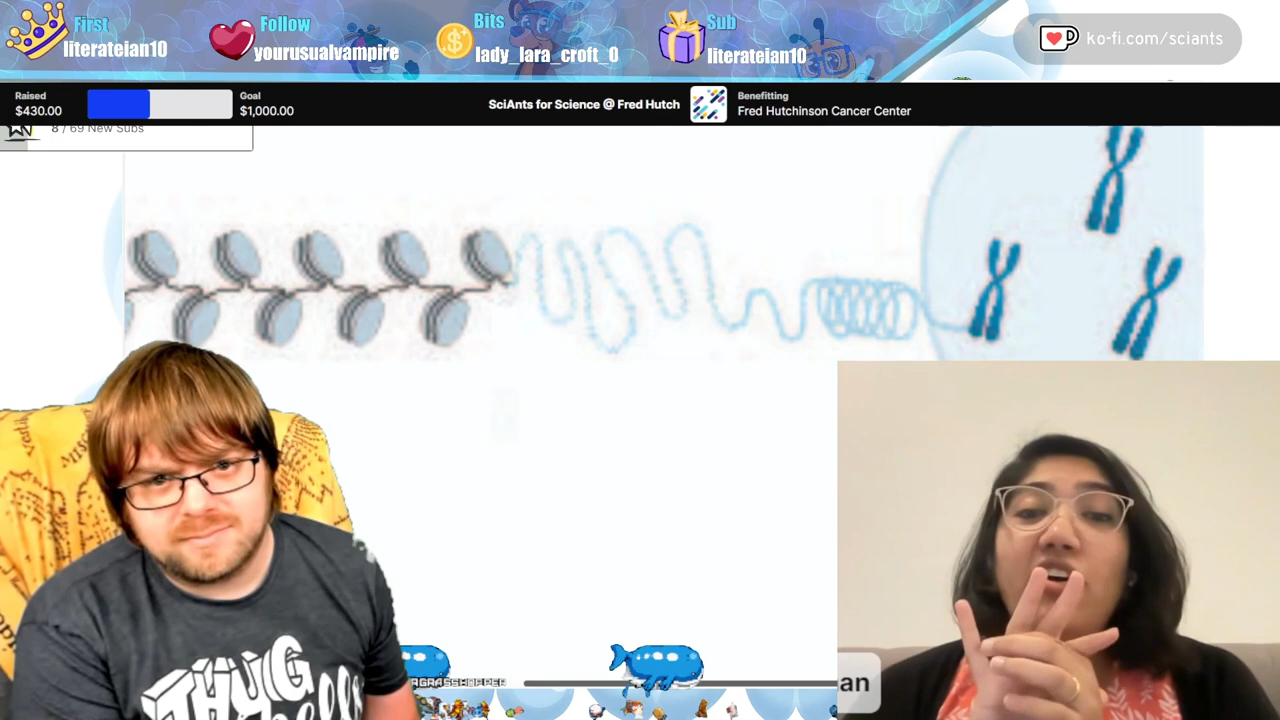 First
literateian10
Follow
yourusualvampire
Bits
lady_lara_croft_0
Sub
literateian10
ko-fi.com/sciants
Raised
$430.00
Goal
$1,000.00
SciAnts for Science @ Fred Hutch
Benefitting
Fred Hutchinson Cancer Center
8 / 69 New Subs
THUG
an